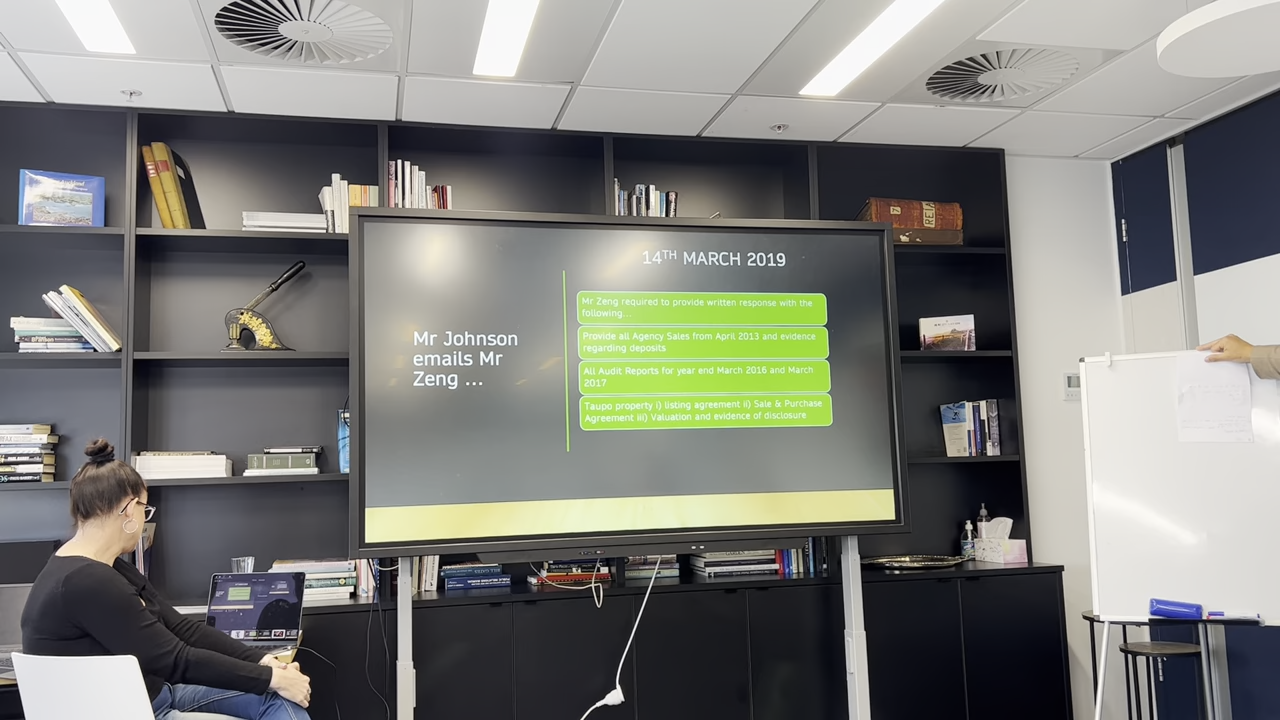 14TH MARCH 2019
Mr Johnson
emails Mr
Zeng ...
Mr Zeng required to provide written response with the
following...
Provide all Agency Sales from April 2013 and evidence
regarding deposits
All Audit Reports for year end March 2016 and March
2017
Taupo property i) listing agreement ii) Sale & Purchase
Agreement iii) Valuation and evidence of disclosure